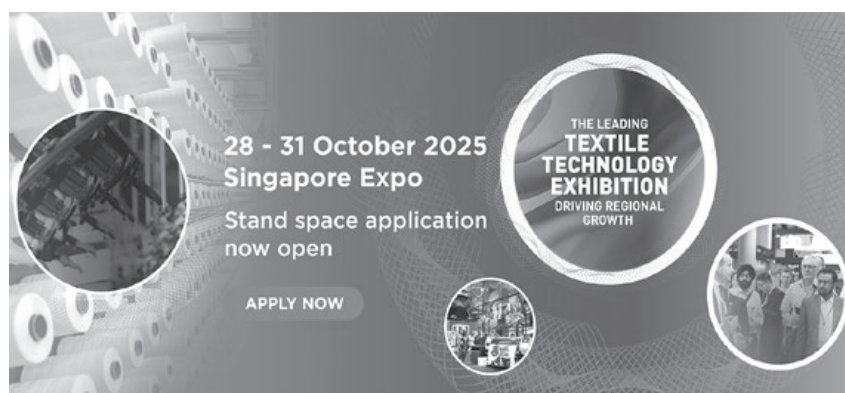 28 - 31 October 2025
Singapore Expo
Stand space application
now open
APPLY NOW
THE LEADING
TEXTILE
TECHNOLOGY
EXHIBITION
DRIVING REGIONAL
GROWTH